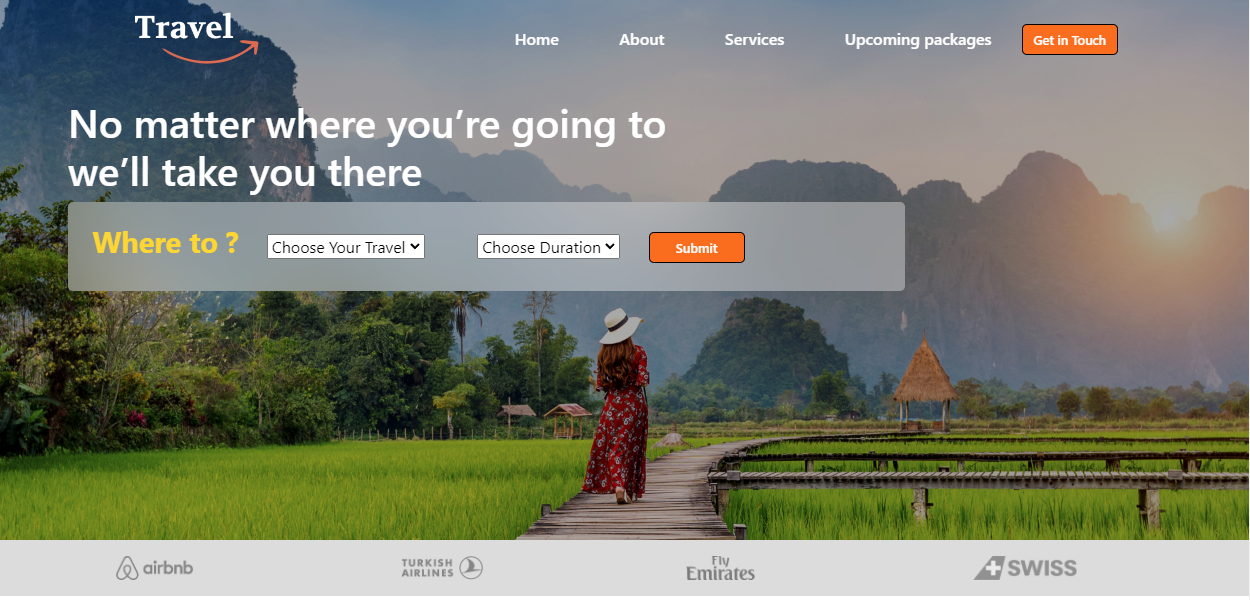 Travel
Home About Services Upcoming packages Get in Touch
No matter where you’re going to
we’ll take you there
Where to ? Choose Your Travel Choose Duration Submit
airbnb
TURKISH
AIRLINES
Fly
Emirates
SWISS